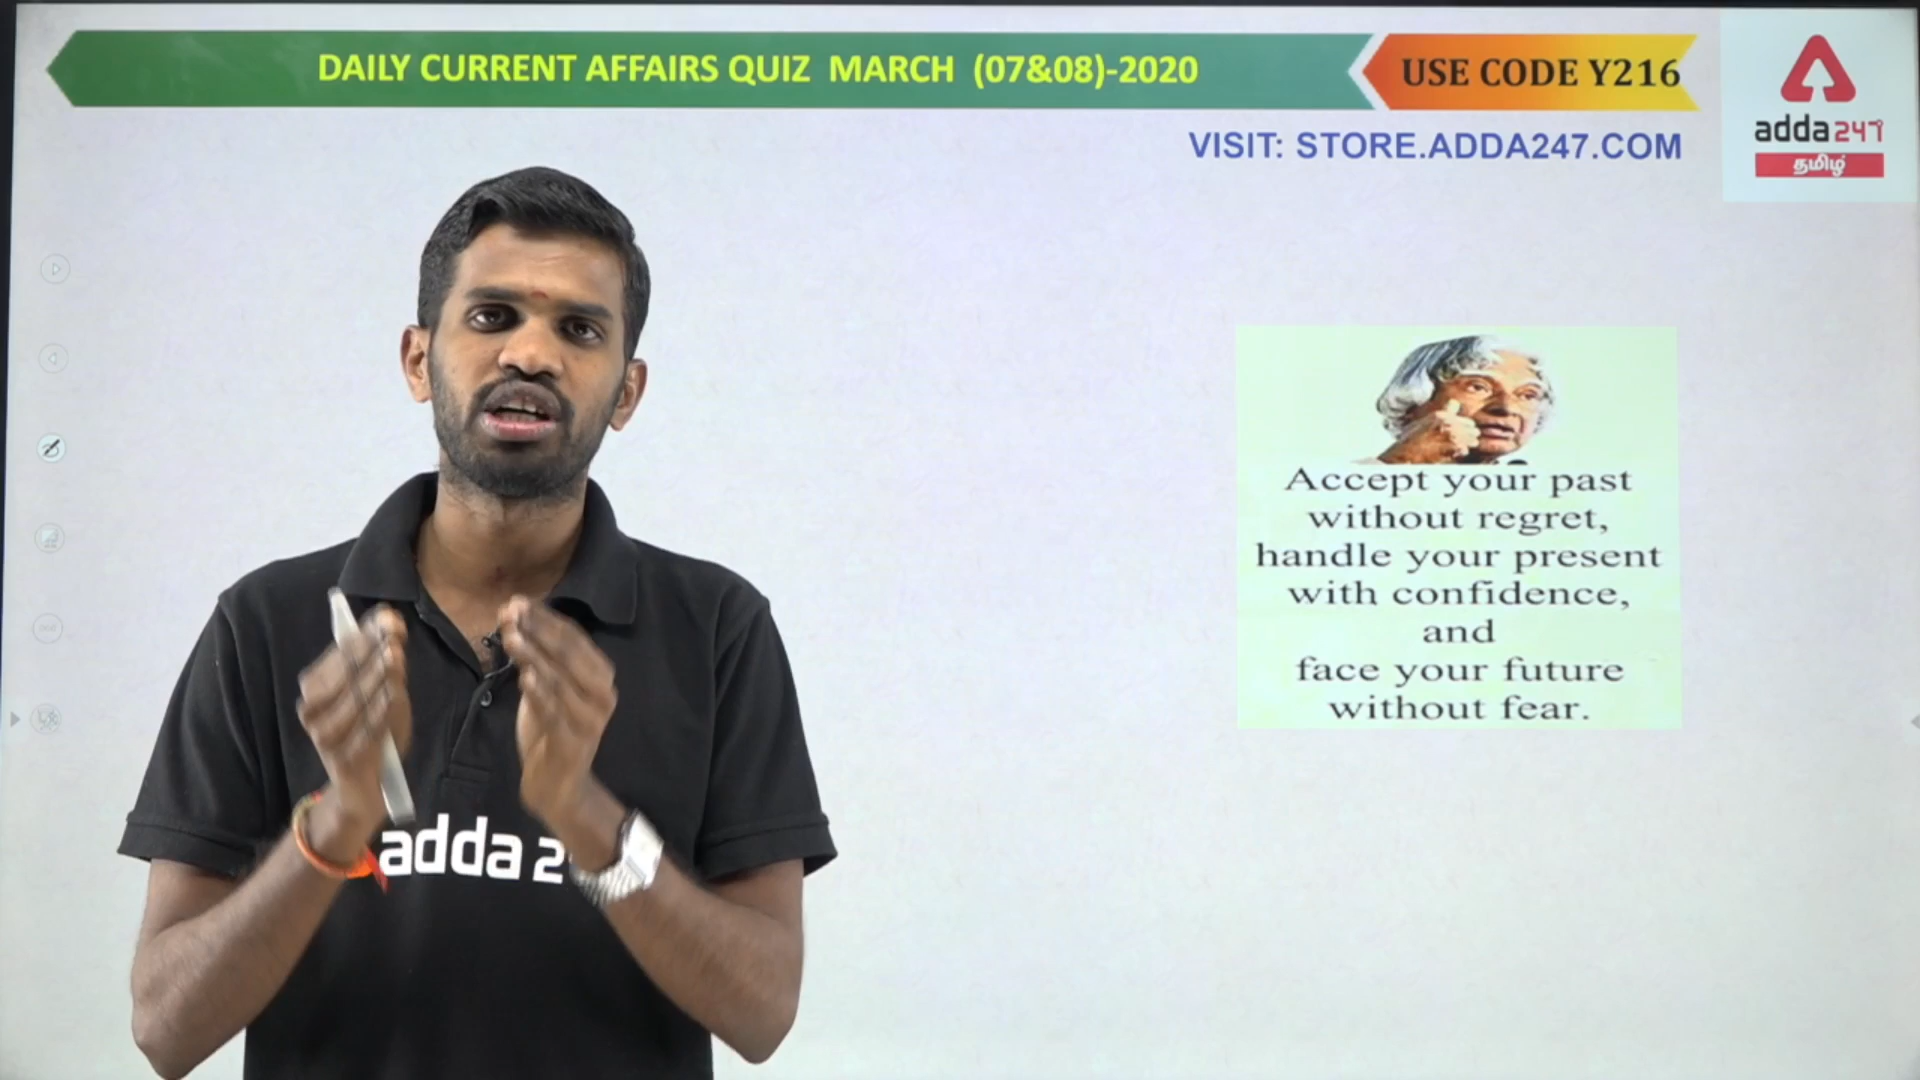 DAILY CURRENT AFFAIRS QUIZ MARCH (07&08)-2020
USE CODE Y216
VISIT: STORE.ADDA247.COM
adda247
தமிழ்
Accept your past
without regret,
handle your present
with confidence,
and
face your future
without fear.
adda 2